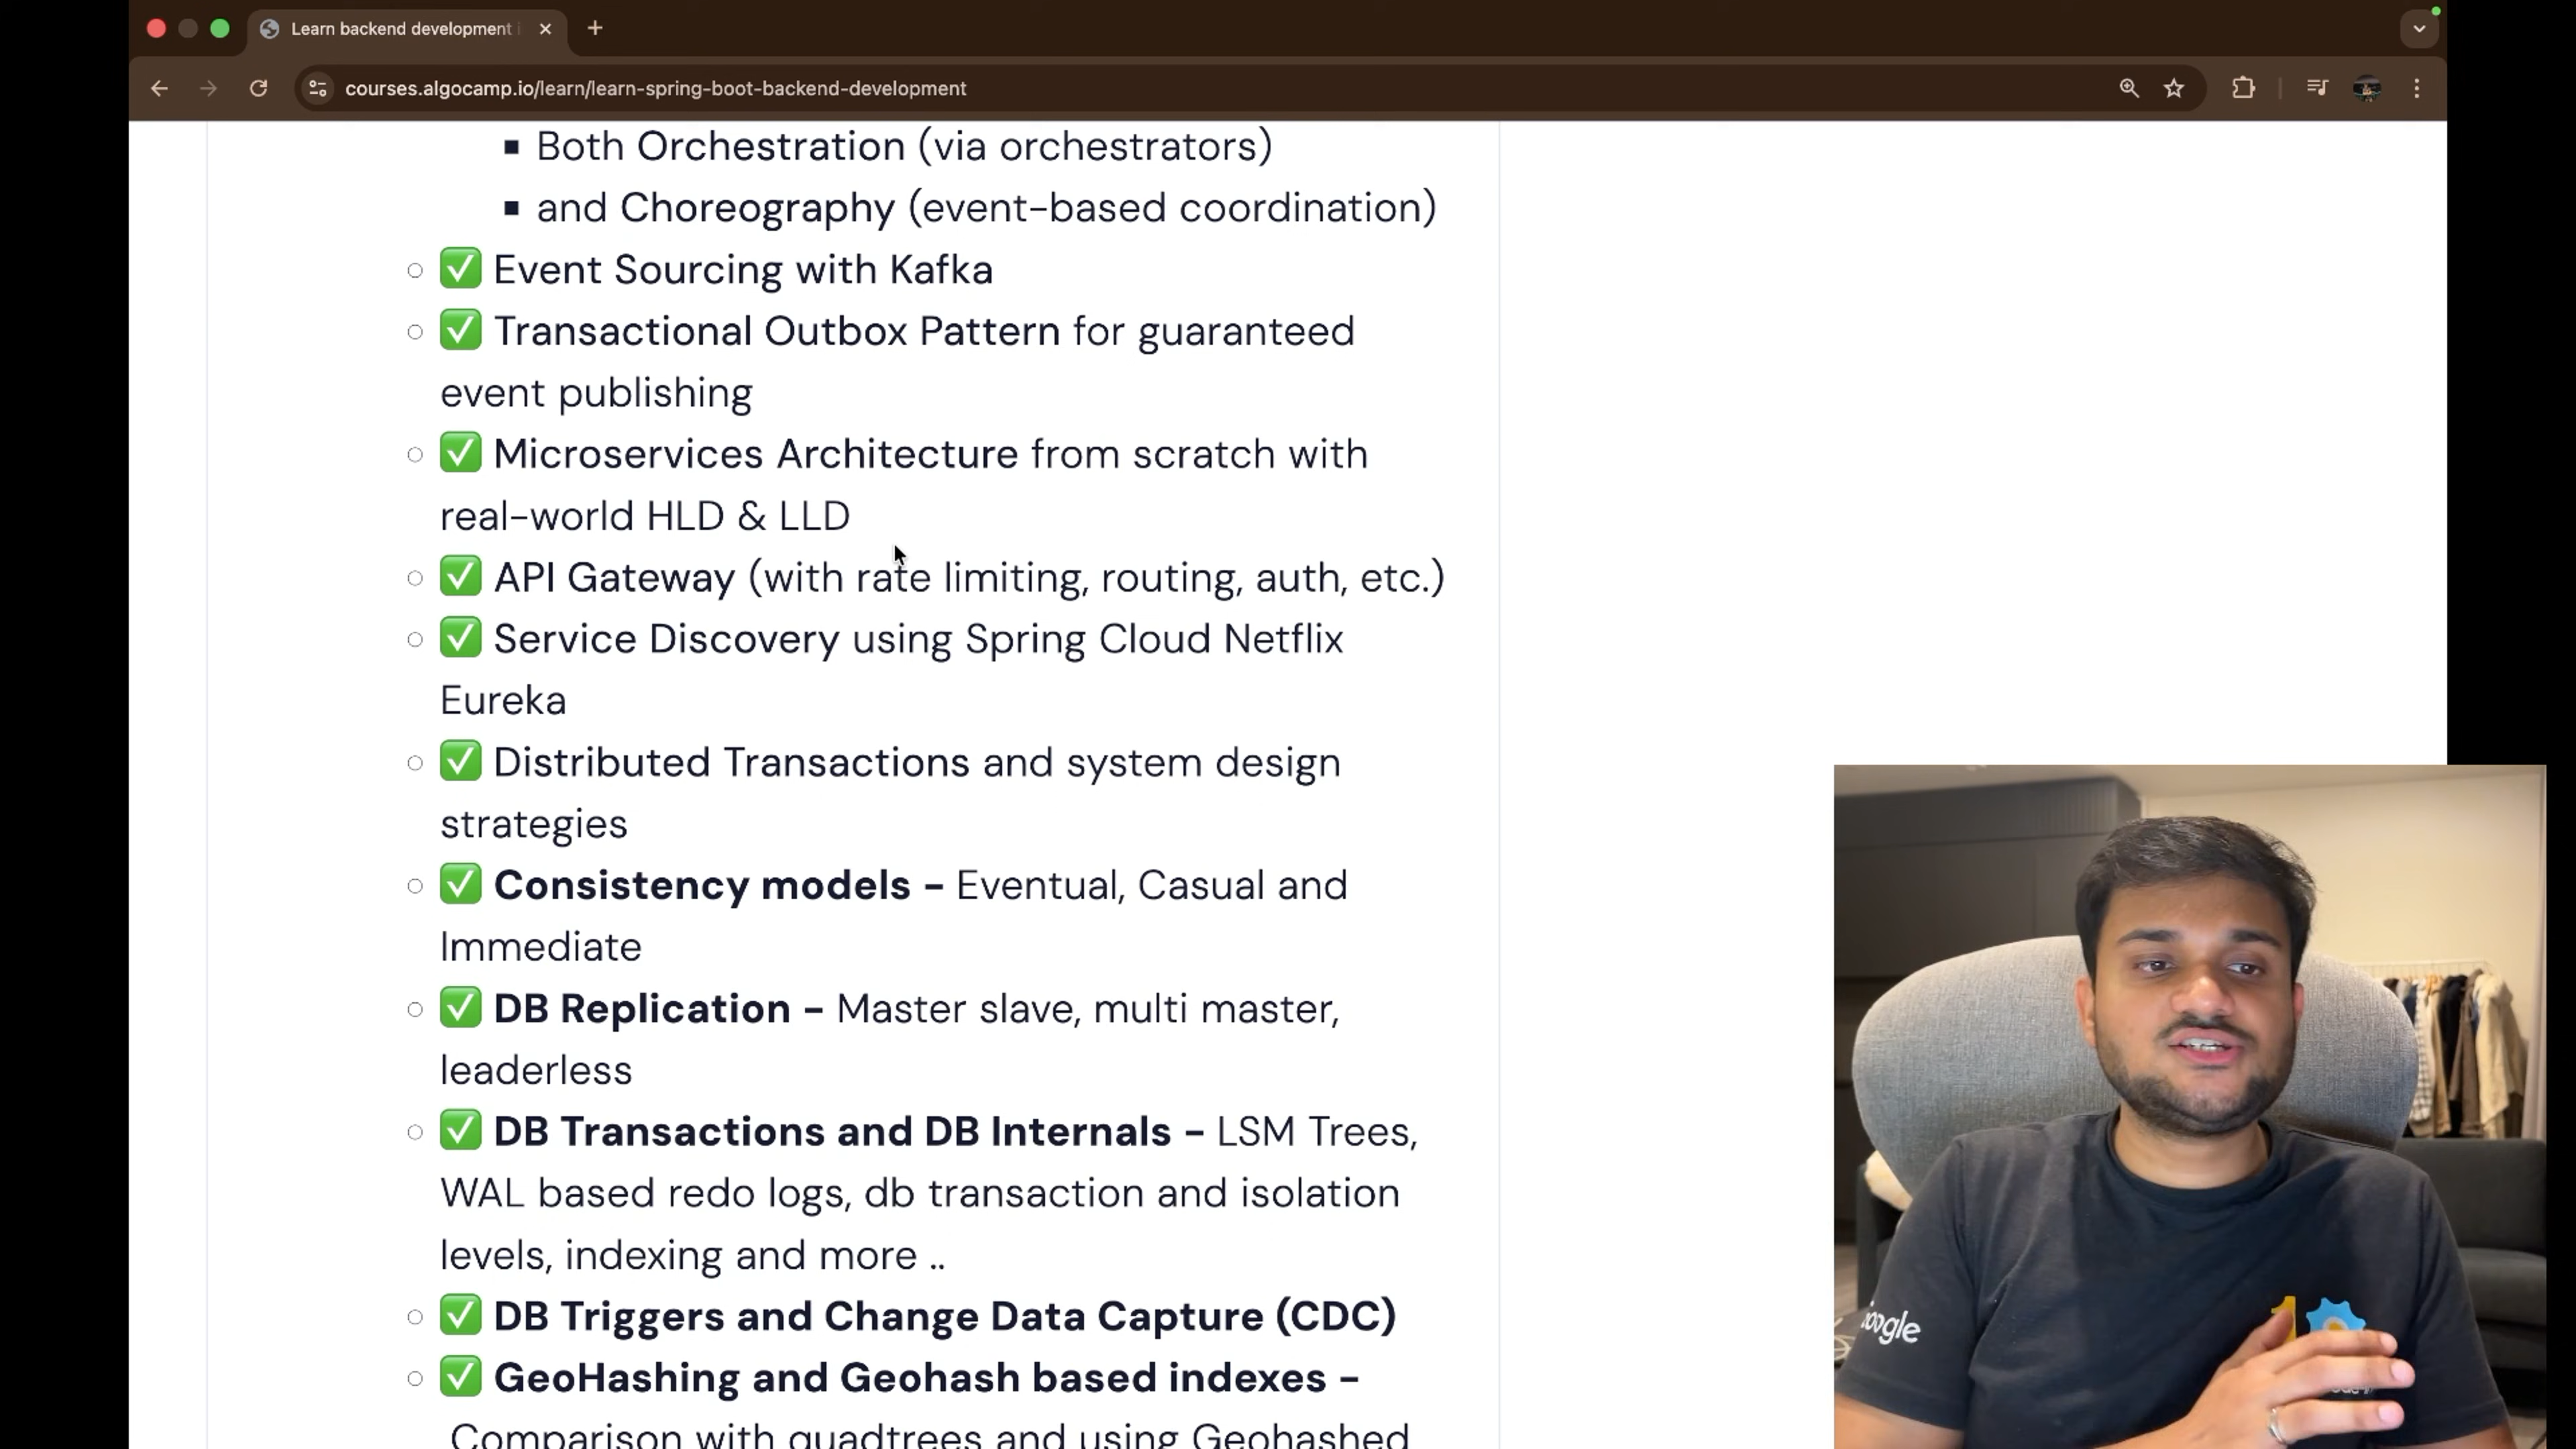 Learn backend development i
courses.algocamp.io/learn/learn-spring-boot-backend-development
Both Orchestration (via orchestrators)
and Choreography (event-based coordination)
✅ Event Sourcing with Kafka
✅ Transactional Outbox Pattern for guaranteed
event publishing
✅ Microservices Architecture from scratch with
real-world HLD & LLD
✅ API Gateway (with rate limiting, routing, auth, etc.)
✅ Service Discovery using Spring Cloud Netflix
Eureka
✅ Distributed Transactions and system design
strategies
✅ Consistency models - Eventual, Casual and
Immediate
✅ DB Replication - Master slave, multi master,
leaderless
✅ DB Transactions and DB Internals - LSM Trees,
WAL based redo logs, db transaction and isolation
levels, indexing and more ..
✅ DB Triggers and Change Data Capture (CDC)
✅ GeoHashing and Geohash based indexes -
Comparison with quadtrees and using Geohashed
Google